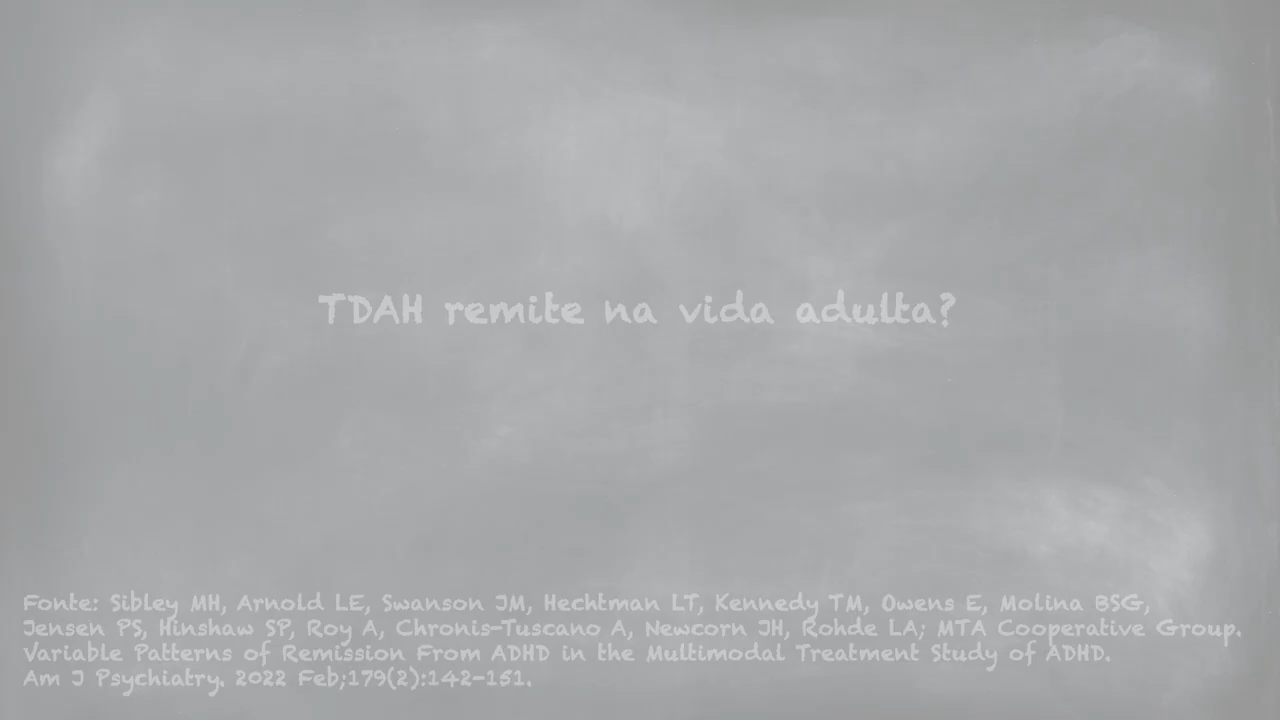 TDAH remite na vida adulta?
Fonte: Sibley MH, Arnold LE, Swanson JM, Hechtman LT, Kennedy TM, Owens E, Molina BSG,
Jensen PS, Hinshaw SP, Roy A, Chronis-Tuscano A, Newcorn JH, Rohde LA; MTA Cooperative Group.
Variable Patterns of Remission From ADHD in the Multimodal Treatment Study of ADHD.
Am J Psychiatry. 2022 Feb;179(2):142-151.